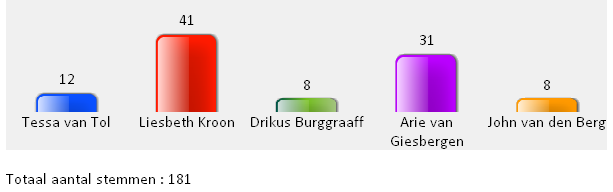 12 41 8 31 8
Tessa van Tol Liesbeth Kroon Drikus Burggraaff Arie van Giesbergen John van den Berg
Totaal aantal stemmen : 181